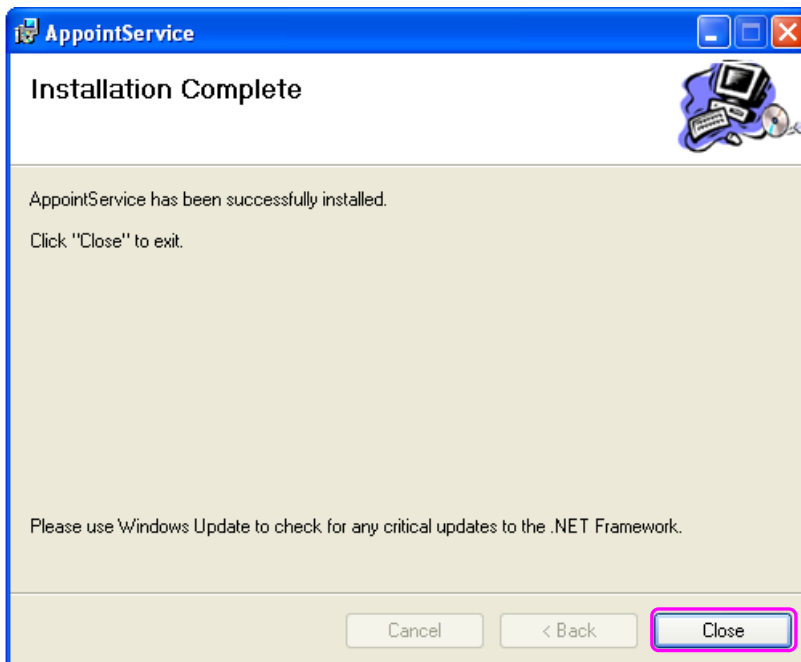 AppointService
Installation Complete
AppointService has been successfully installed.
Click "Close" to exit.
Please use Windows Update to check for any critical updates to the .NET Framework.
Cancel
< Back
Close